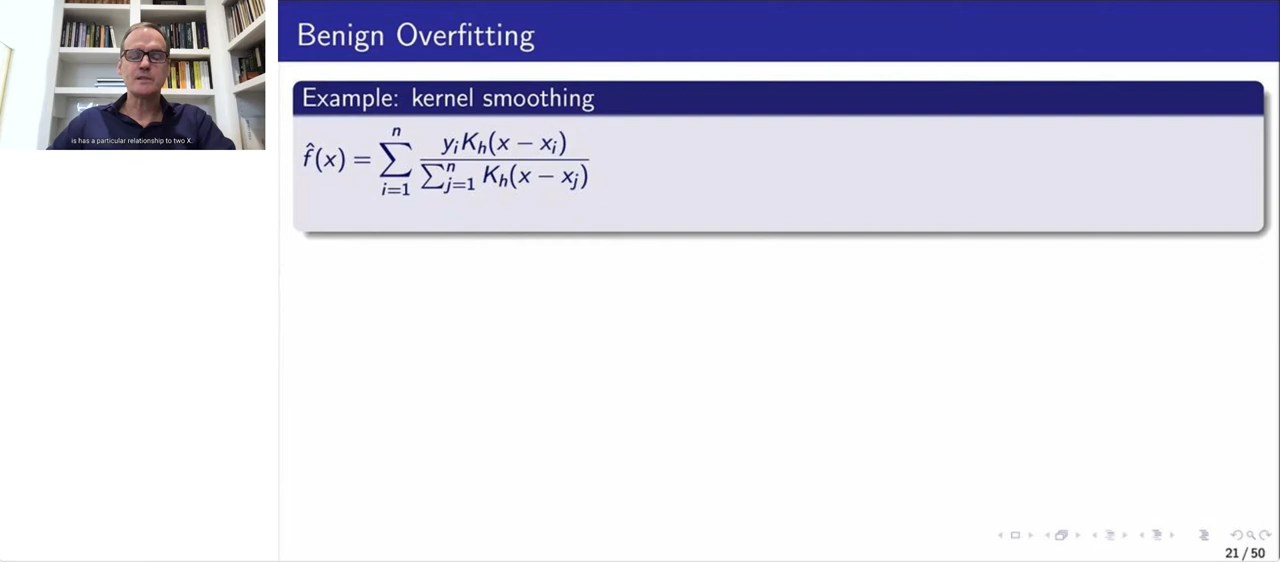 is has a particular relationship to two X.
Benign Overfitting
Example: kernel smoothing
f̂(x) = ∑_{i=1}^{n} y_i K_h(x − x_i) / ∑_{j=1}^{n} K_h(x − x_j)
21 / 50